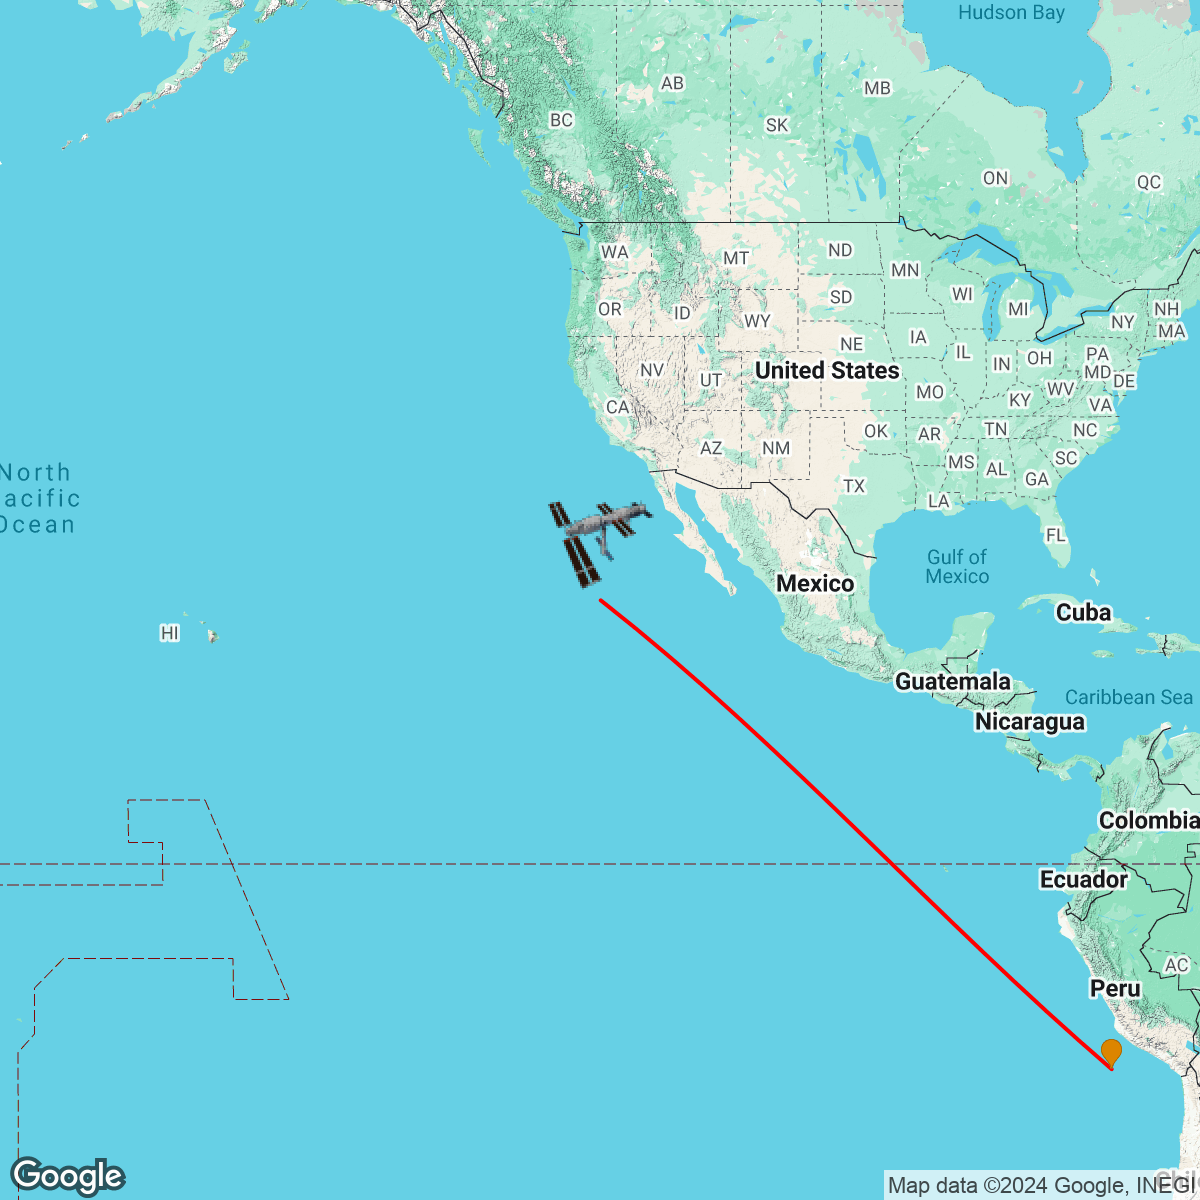 Hudson Bay
AB
MB
BC
SK
ON
QC
WA
MT
ND
MN
OR
ID
WY
SD
WI
MI
NY
NH
MA
NV
UT
NE
IA
IL
IN
OH
PA
MD
DE
United States
CA
MO
KY
WV
VA
AZ
NM
OK
AR
TN
NC
North
acific
Ocean
TX
MS
AL
SC
GA
LA
FL
Gulf of
Mexico
Mexico
Cuba
HI
Guatemala
Caribbean Sea
Nicaragua
Colombia
Ecuador
AC
Peru
Google
Map data ©2024 Google, INEGI